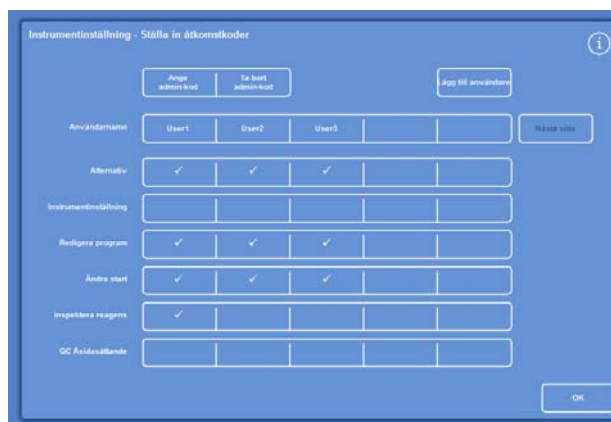 Instrumentinställning - Ställa in åtkomstkoder
i
Ange
admin-kod
Ta bort
admin-kod
Lägg till användare
Användarnamn User1 User2 User3
Nästa sida
Alternativ ✓ ✓ ✓
Instrumentinställning
Redigera program ✓ ✓ ✓
Ändra start ✓ ✓ ✓
Inspektera reagens ✓
QC Åsidosättande
OK